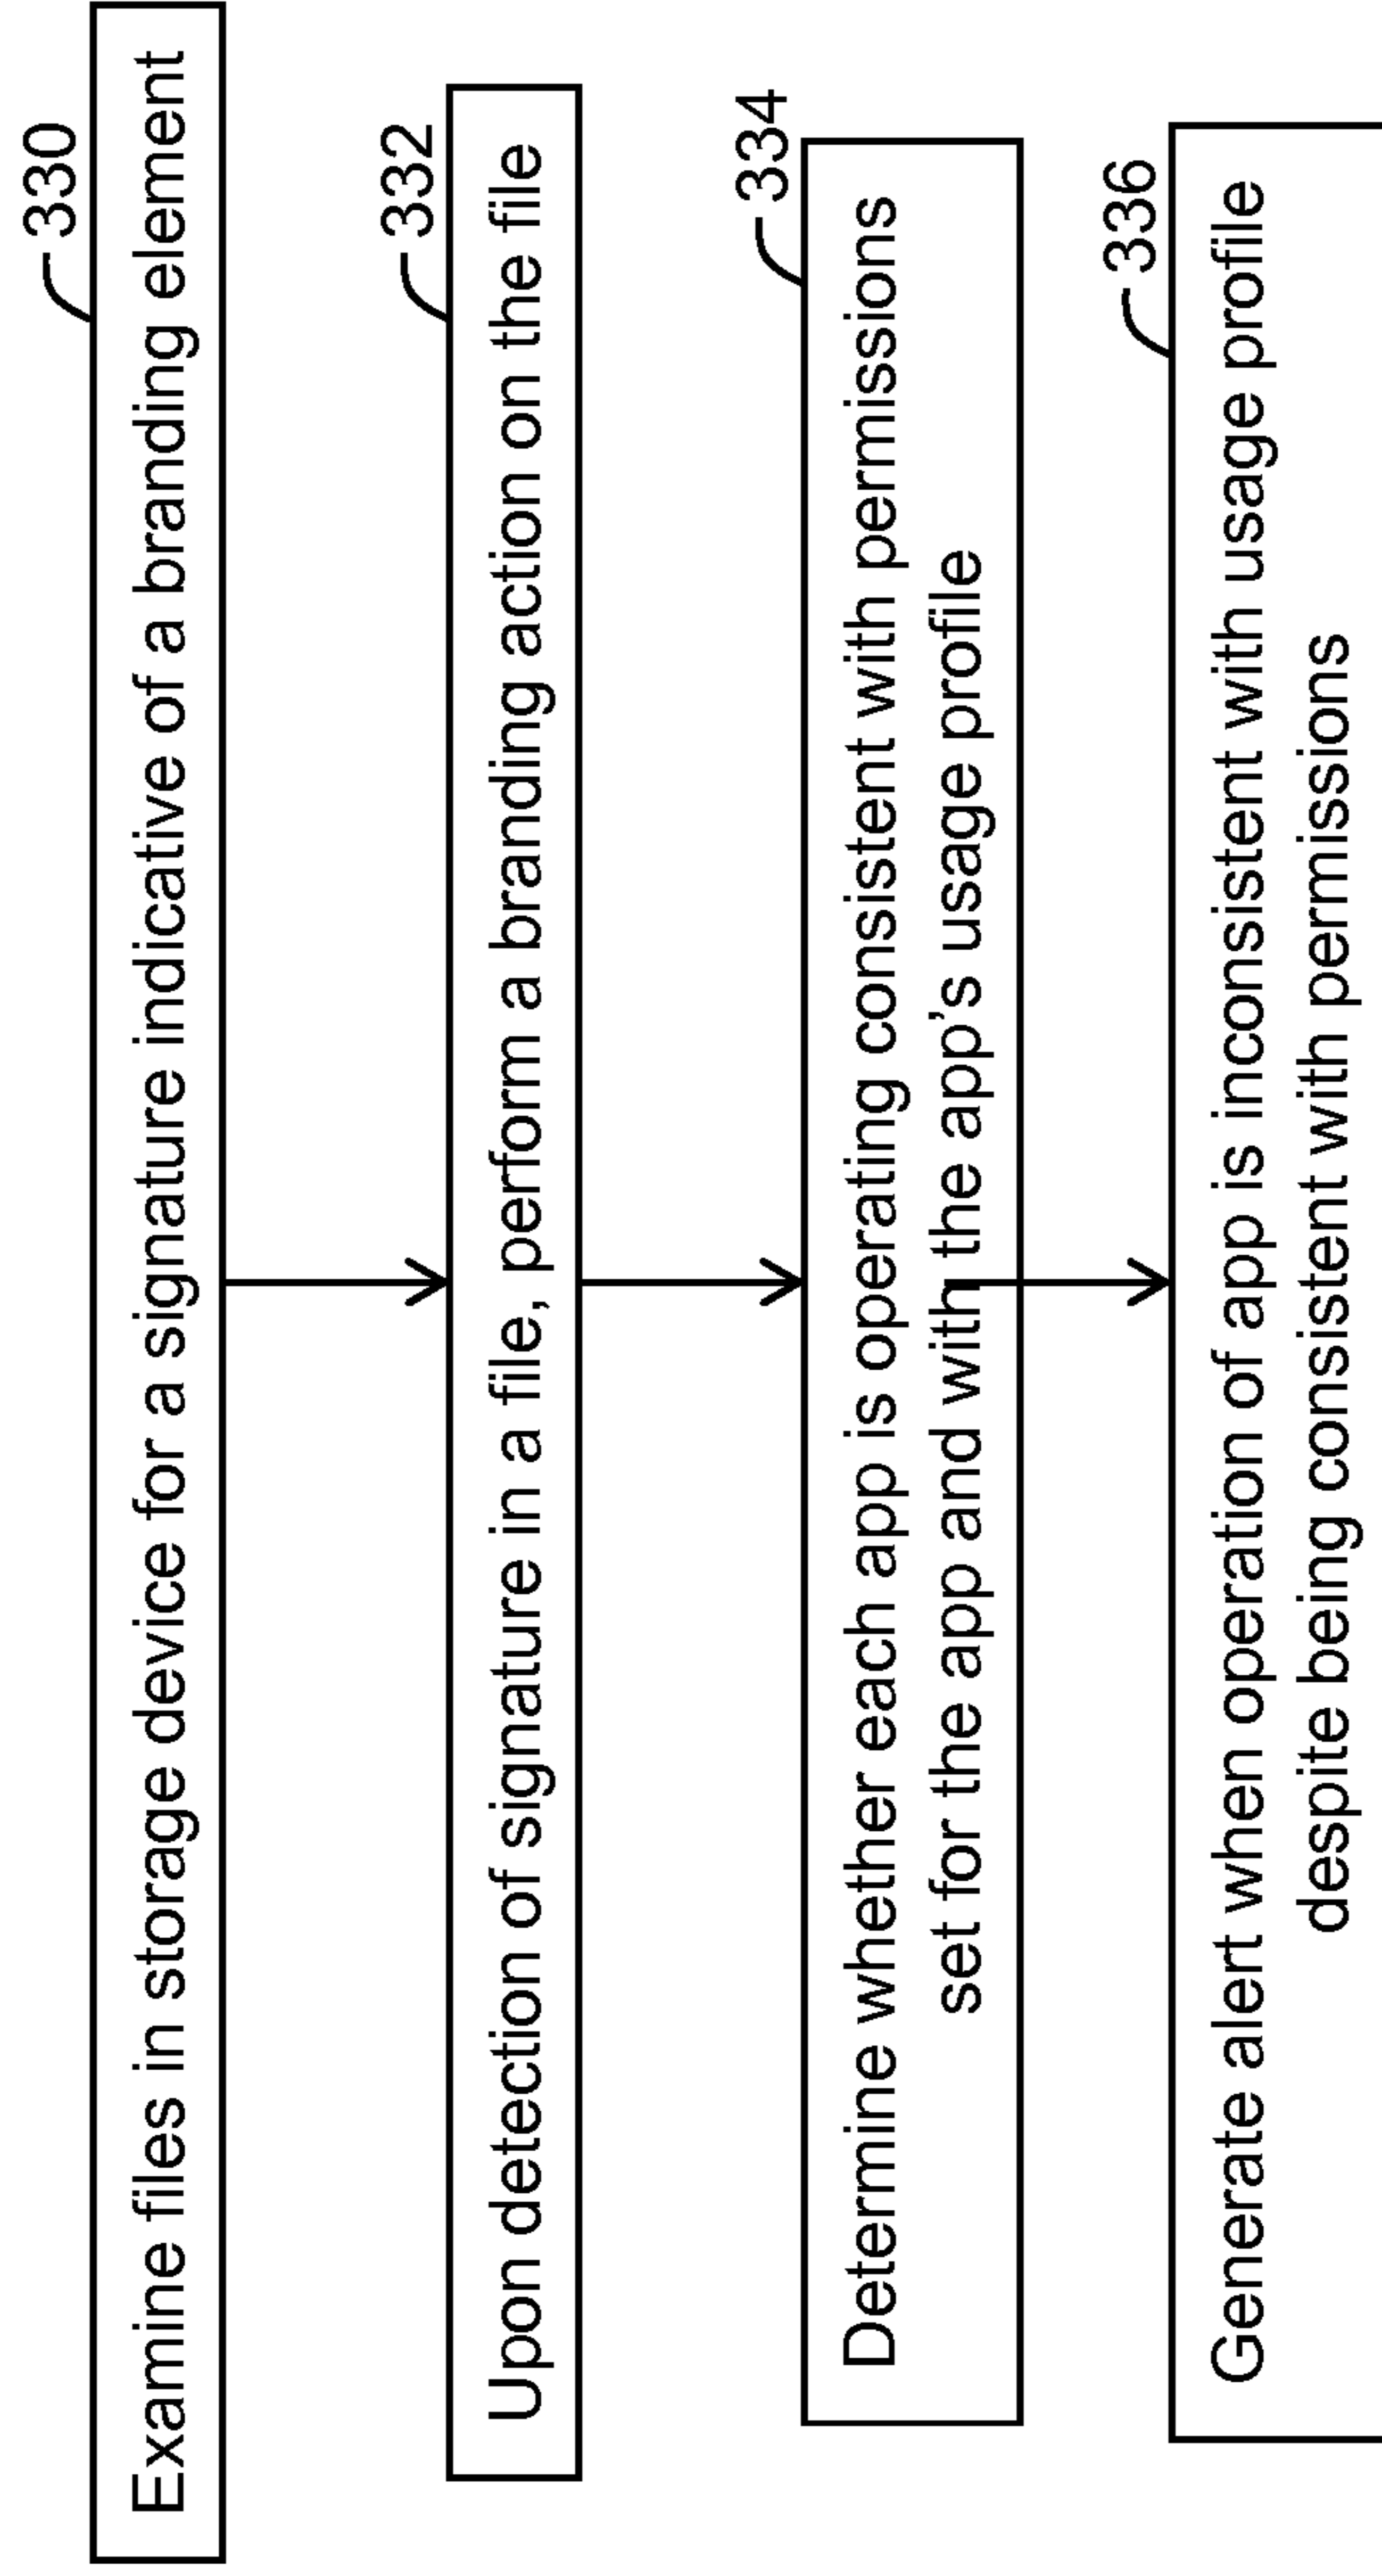 330
Examine files in storage device for a signature indicative of a branding element
332
Upon detection of signature in a file, perform a branding action on the file
334
Determine whether each app is operating consistent with permissions
set for the app and with the app's usage profile
336
Generate alert when operation of app is inconsistent with usage profile
despite being consistent with permissions